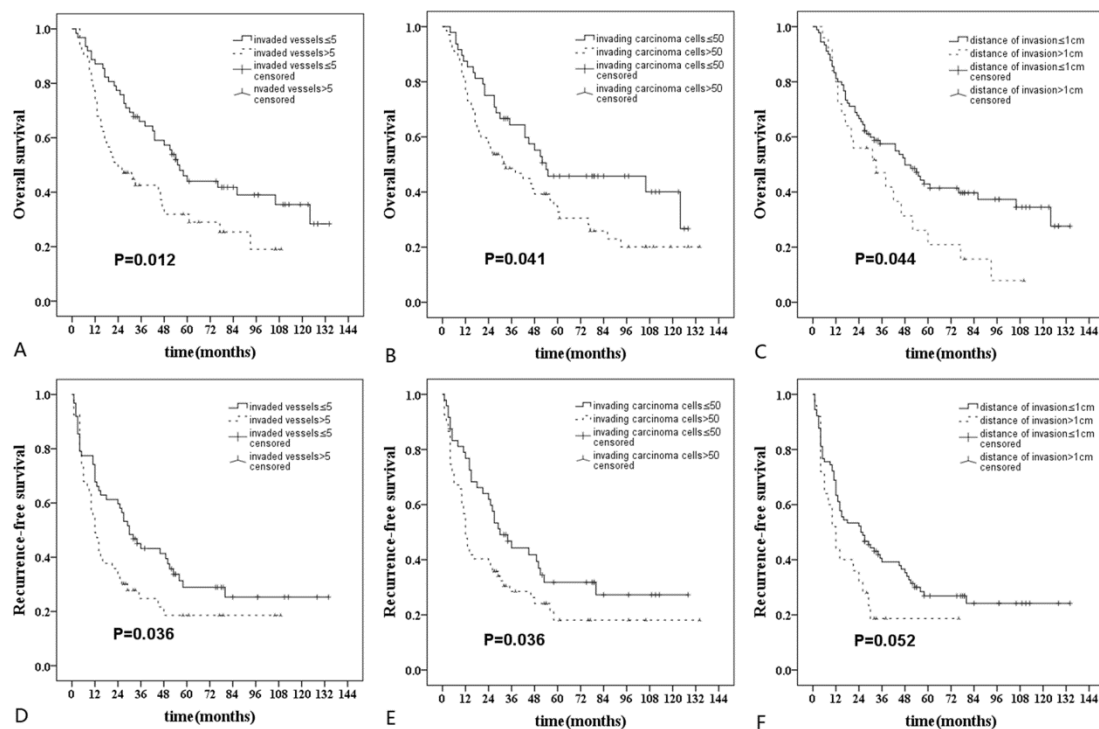 Overall survival
1.0
0.8
0.6
0.4
0.2
0.0
invaded vessels≤5
invaded vessels>5
invaded vessels≤5
censored
nvaded vessels>5
censored
P=0.012
0 12 24 36 48 60 72 84 96 108 120 132 144
A
time(months)
Overall survival
1.0
0.8
0.6
0.4
0.2
0.0
invading carcinoma cells≤50
invading carcinoma cells>50
invading carcinoma cells≤50
censored
invading carcinoma cells>50
censored
P=0.041
0 12 24 36 48 60 72 84 96 108 120 132 144
B
time(months)
Overall survival
1.0
0.8
0.6
0.4
0.2
0.0
distance of invasion≤1cm
distance of invasion>1cm
distance of invasion≤1cm
censored
distance of invasion>1cm
censored
P=0.044
0 12 24 36 48 60 72 84 96 108 120 132 144
C
time(months)
Recurrence-free survival
1.0
0.8
0.6
0.4
0.2
0.0
invaded vessels≤5
invaded vessels>5
invaded vessels≤5
censored
invaded vessels>5
censored
P=0.036
0 12 24 36 48 60 72 84 96 108 120 132 144
D
time(months)
Recurrence-free survival
1.0
0.8
0.6
0.4
0.2
0.0
invading carcinoma cells≤50
invading carcinoma cells>50
invading carcinoma cells≤50
censored
invading carcinoma cells>50
censored
P=0.036
0 12 24 36 48 60 72 84 96 108 120 132 144
E
time(months)
Recurrence-free survival
1.0
0.8
0.6
0.4
0.2
0.0
distance of invasion≤1cm
distance of invasion>1cm
distance of invasion≤1cm
censored
distance of invasion>1cm
censored
P=0.052
0 12 24 36 48 60 72 84 96 108 120 132 144
F
time(months)